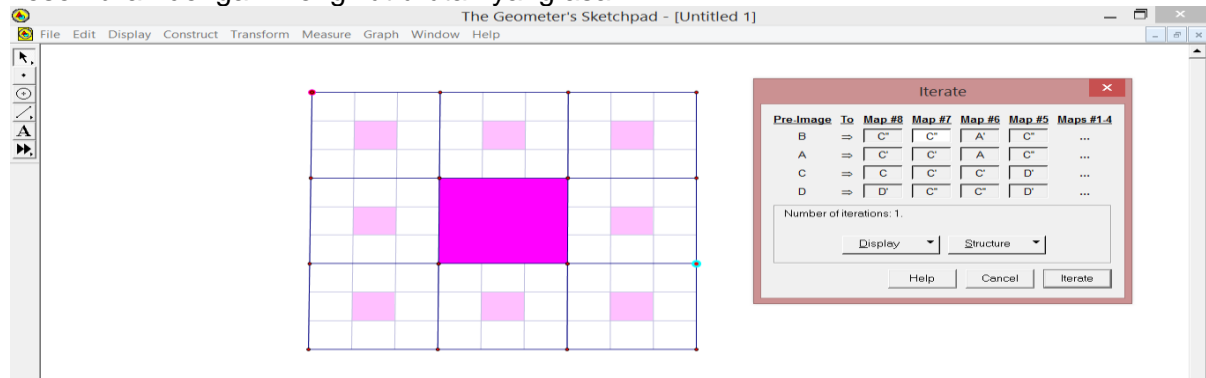 The Geometer's Sketchpad - [Untitled 1]
File Edit Display Construct Transform Measure Graph Window Help
A
Iterate
Pre-Image To Map #8 Map #7 Map #6 Map #5 Maps #1-4
B ⇒ C" C" A' C" ...
A ⇒ C' C' A C" ...
C ⇒ C C' C' D' ...
D ⇒ D' C" C" D' ...
Number of iterations: 1.
Display Structure
Help Cancel Iterate